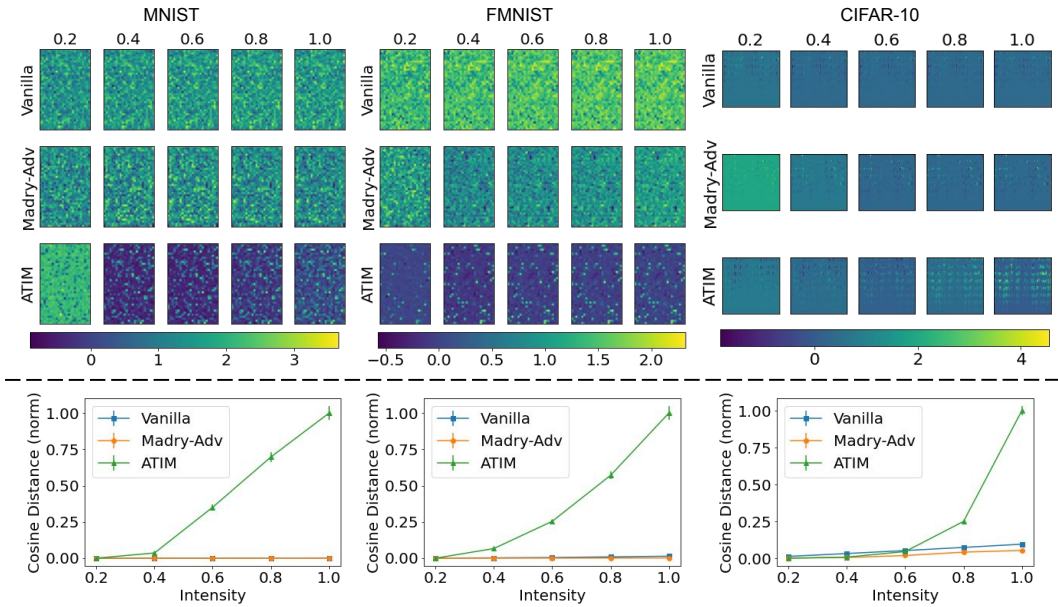 MNIST FMNIST CIFAR-10
0.2 0.4 0.6 0.8 1.0 0.2 0.4 0.6 0.8 1.0 0.2 0.4 0.6 0.8 1.0
Vanilla Vanilla Vanilla
Madry-Adv Madry-Adv Madry-Adv
ATIM ATIM ATIM
0 1 2 3 −0.5 0.0 0.5 1.0 1.5 2.0 0 2 4
Cosine Distance (norm)
1.00
0.75
0.50
0.25
0.00
Vanilla
Madry-Adv
ATIM
0.2 0.4 0.6 0.8 1.0
Intensity
Cosine Distance (norm)
1.00
0.75
0.50
0.25
0.00
Vanilla
Madry-Adv
ATIM
0.2 0.4 0.6 0.8 1.0
Intensity
Cosine Distance (norm)
1.00
0.75
0.50
0.25
0.00
Vanilla
Madry-Adv
ATIM
0.2 0.4 0.6 0.8 1.0
Intensity